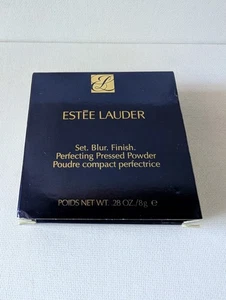 ESTĒE LAUDER
Set. Blur. Finish.
Perfecting Pressed Powder
Poudre compact perfectrice
POIDS NET WT. .28 OZ./8g ℮